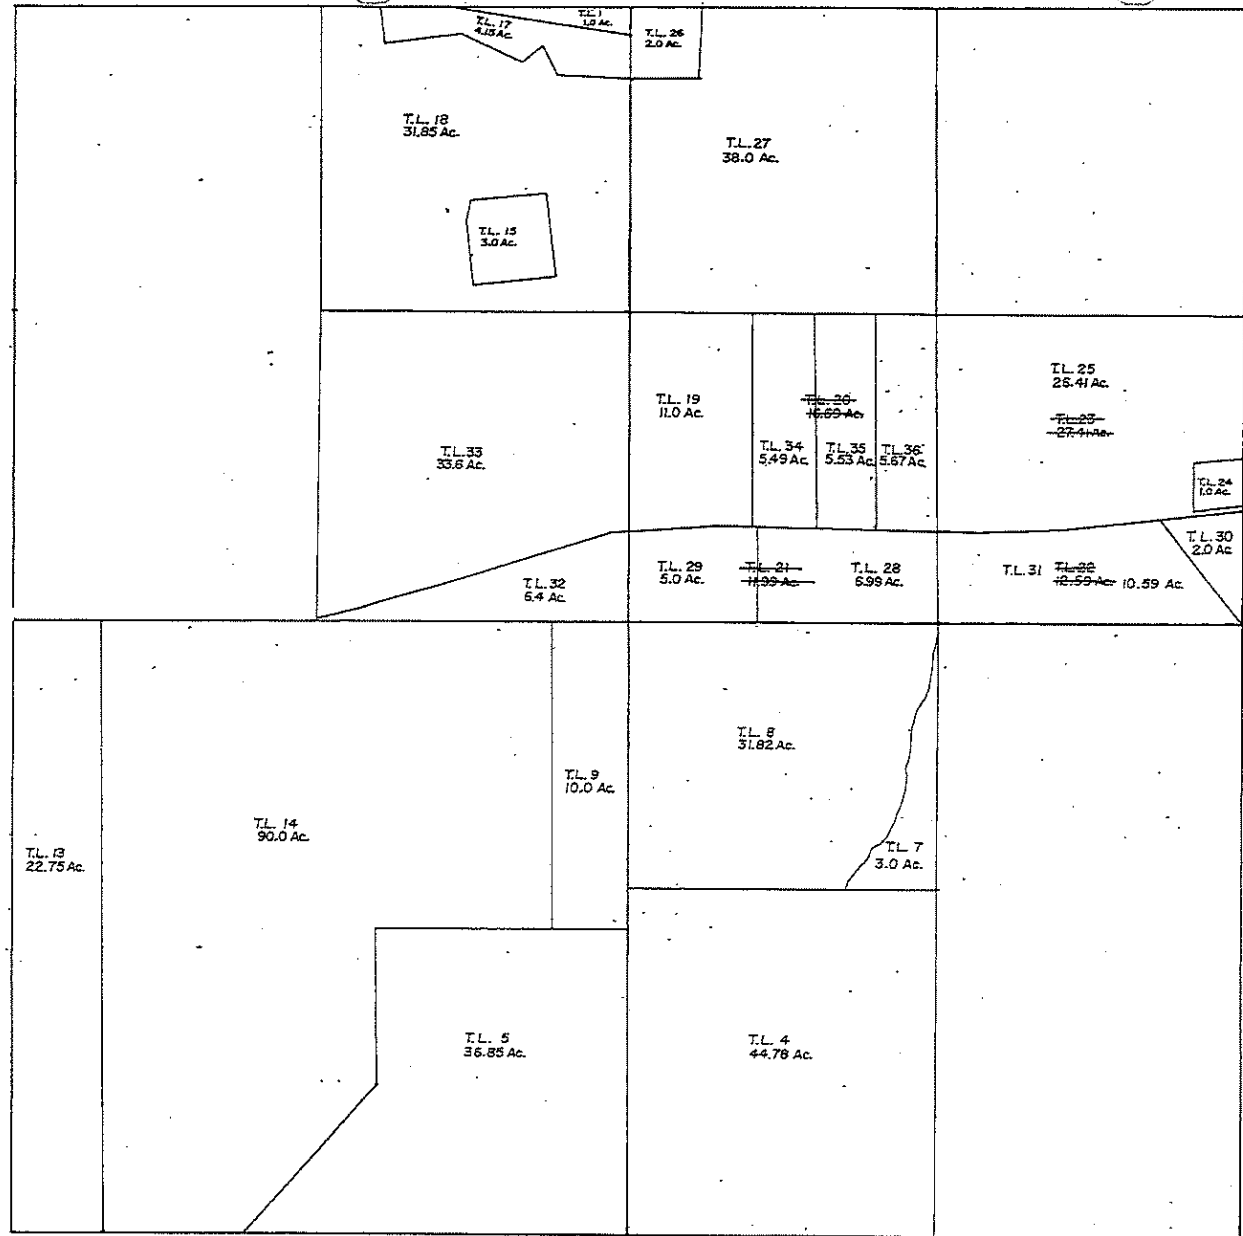 T.L. 17
4.15 Ac.
T.L. 1
1.0 Ac.
T.L. 26
2.0 Ac.
T.L. 18
31.85 Ac.
T.L. 27
38.0 Ac.
T.L. 15
3.0 Ac.
T.L. 33
33.6 Ac.
T.L. 19
11.0 Ac.
T.L. 20
16.69 Ac.
T.L. 34
5.49 Ac.
T.L. 35
5.53 Ac.
T.L. 36
5.67 Ac.
T.L. 25
26.41 Ac.
T.L. 23
27.41 Ac.
T.L. 24
1.0 Ac.
T.L. 30
2.0 Ac.
T.L. 32
6.4 Ac.
T.L. 29
5.0 Ac.
T.L. 21
11.99 Ac.
T.L. 28
6.99 Ac.
T.L. 31 T.L. 22
12.59 Ac. 10.59 Ac.
T.L. 8
31.82 Ac.
T.L. 9
10.0 Ac.
T.L. 14
90.0 Ac.
T.L. 13
22.75 Ac.
T.L. 7
3.0 Ac.
T.L. 5
36.85 Ac.
T.L. 4
44.78 Ac.